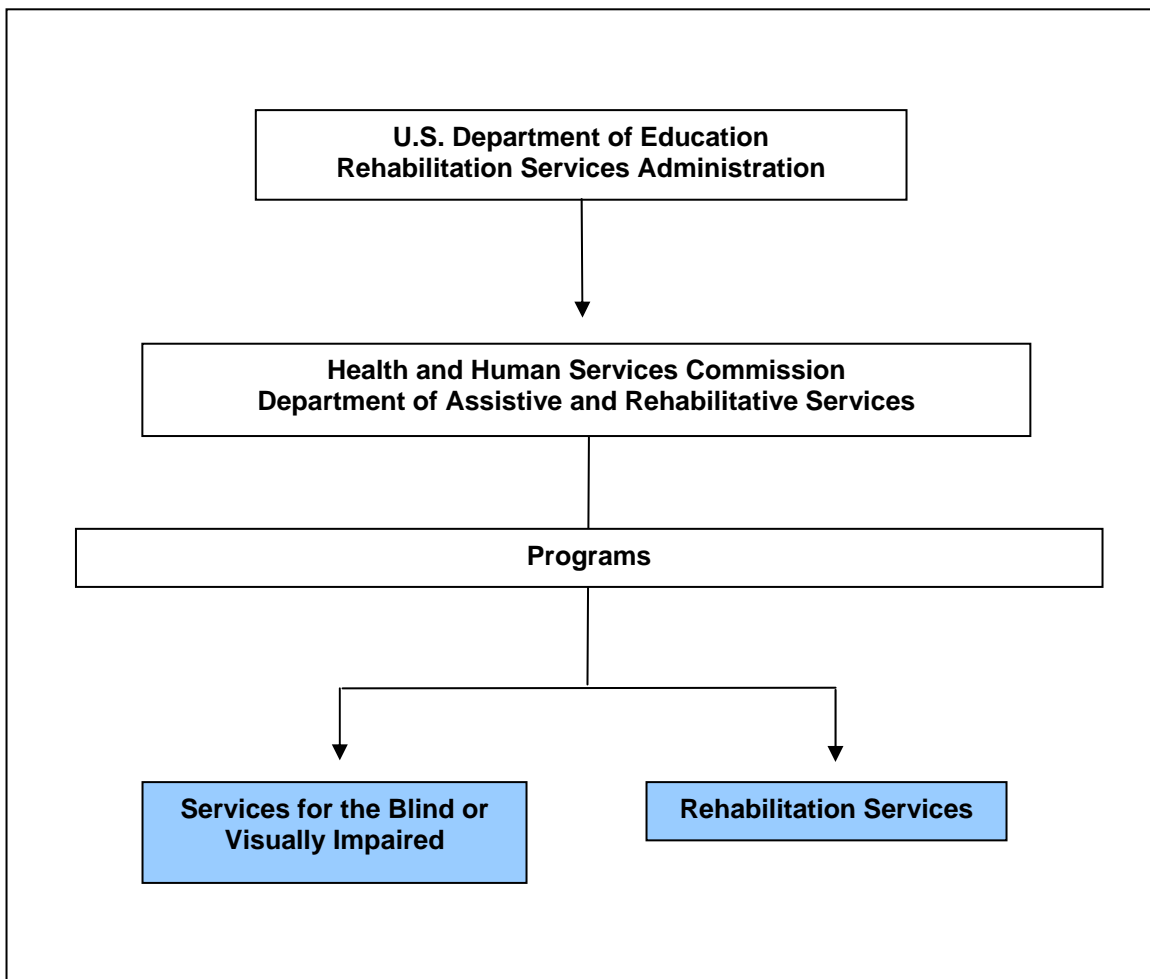 U.S. Department of Education
Rehabilitation Services Administration
Health and Human Services Commission
Department of Assistive and Rehabilitative Services
Programs
Services for the Blind or
Visually Impaired
Rehabilitation Services